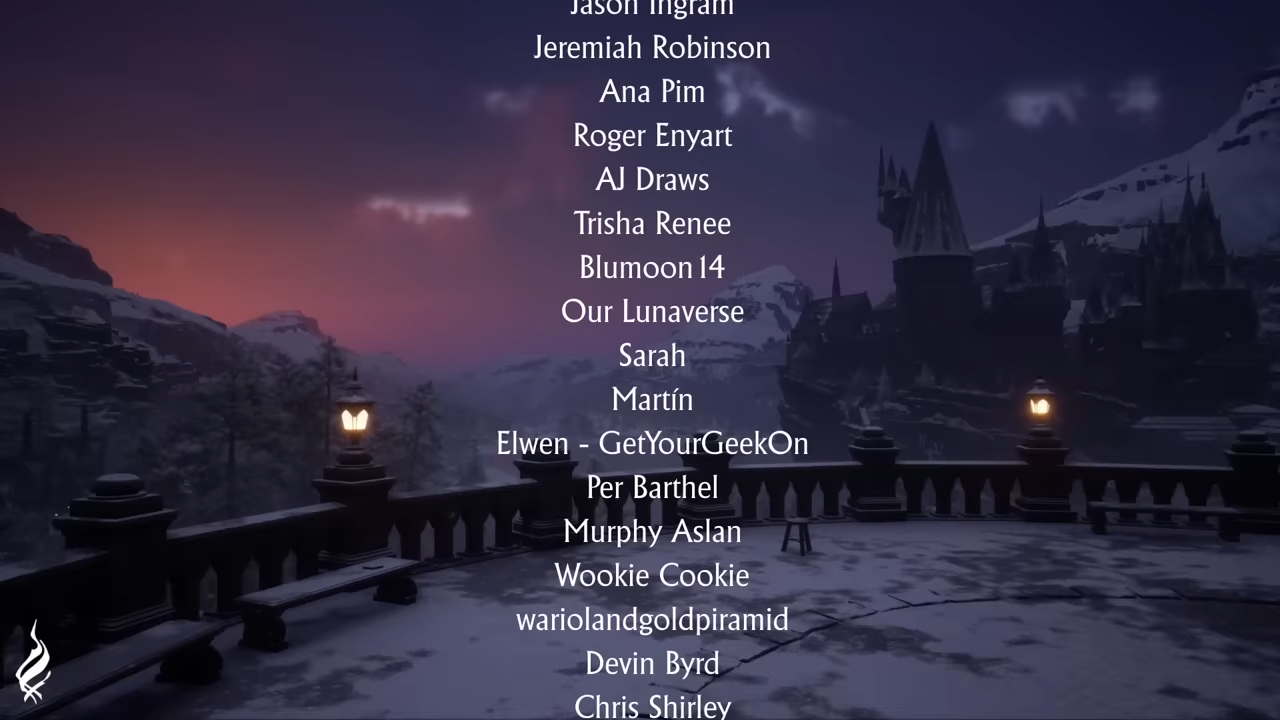 Jason Ingram
Jeremiah Robinson
Ana Pim
Roger Enyart
AJ Draws
Trisha Renee
Blumoon14
Our Lunaverse
Sarah
Martín
Elwen - GetYourGeekOn
Per Barthel
Murphy Aslan
Wookie Cookie
wariolandgoldpiramid
Devin Byrd
Chris Shirley